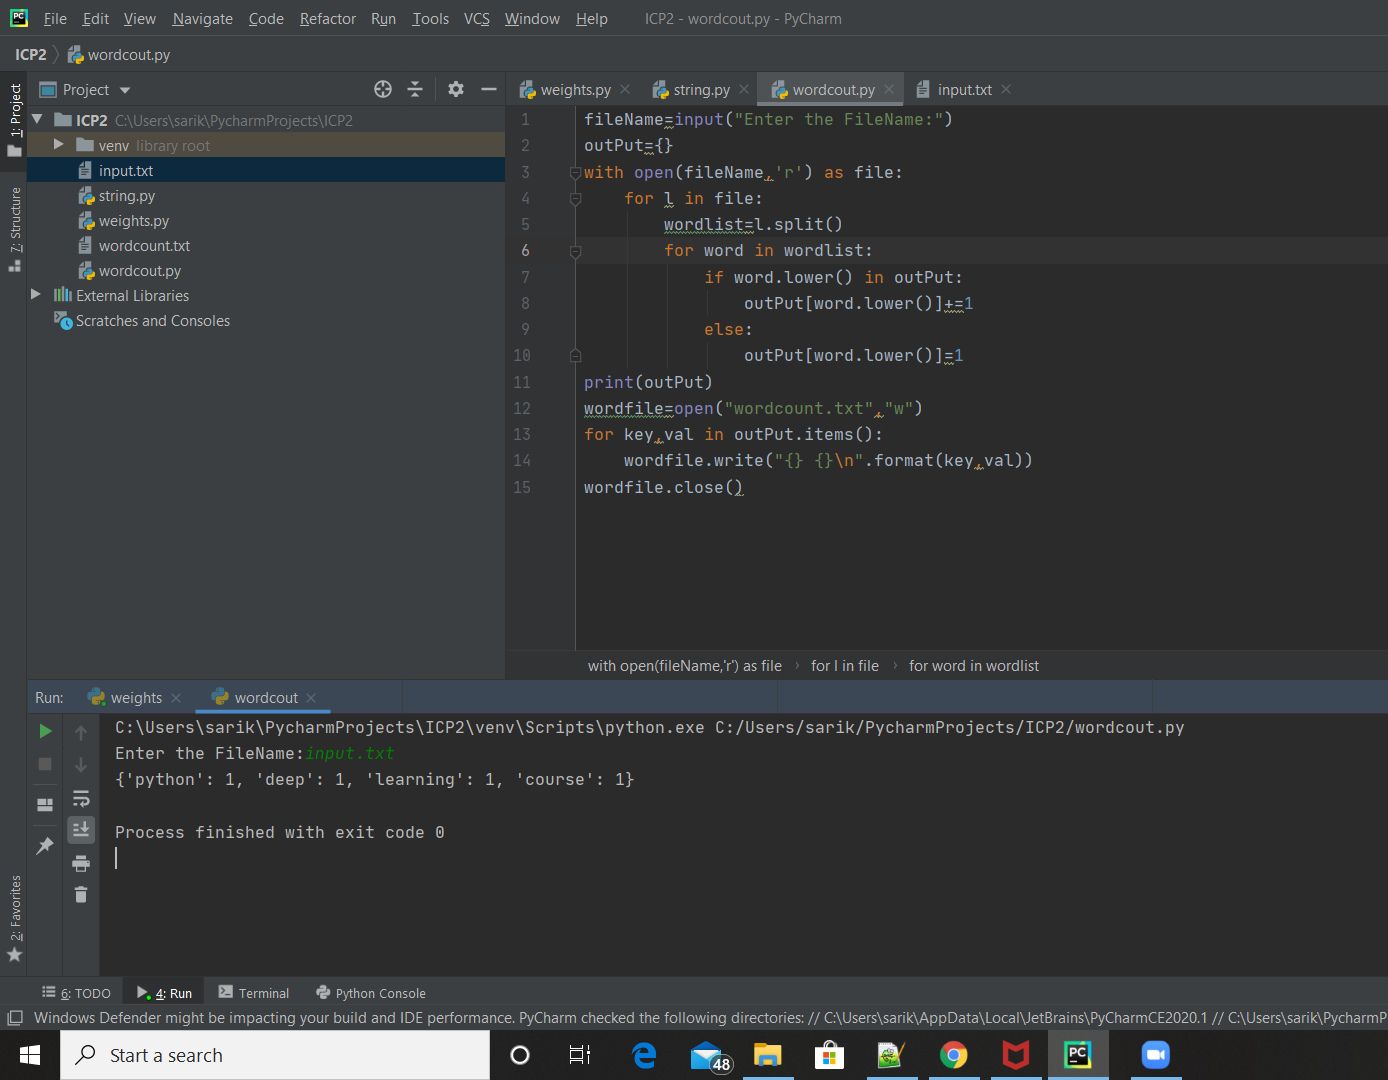 File Edit View Navigate Code Refactor Run Tools VCS Window Help ICP2 - wordcout.py - PyCharm
ICP2 wordcout.py
1: Project
7: Structure
2: Favorites
Project
ICP2 C:\Users\sarik\PycharmProjects\ICP2
venv library root
input.txt
string.py
weights.py
wordcount.txt
wordcout.py
External Libraries
Scratches and Consoles
weights.py string.py wordcout.py input.txt
1 fileName=input("Enter the FileName:")
2 outPut={}
3 with open(fileName,'r') as file:
4 for l in file:
5 wordlist=l.split()
6 for word in wordlist:
7 if word.lower() in outPut:
8 outPut[word.lower()]+=1
9 else:
10 outPut[word.lower()]=1
11 print(outPut)
12 wordfile=open("wordcount.txt","w")
13 for key,val in outPut.items():
14 wordfile.write("{} {}\n".format(key,val))
15 wordfile.close()
with open(fileName,'r') as file › for l in file › for word in wordlist
Run: weights wordcout
C:\Users\sarik\PycharmProjects\ICP2\venv\Scripts\python.exe C:/Users/sarik/PycharmProjects/ICP2/wordcout.py
Enter the FileName:input.txt
{'python': 1, 'deep': 1, 'learning': 1, 'course': 1}
Process finished with exit code 0
6: TODO 4: Run Terminal Python Console
Windows Defender might be impacting your build and IDE performance. PyCharm checked the following directories: // C:\Users\sarik\AppData\Local\JetBrains\PyCharmCE2020.1 // C:\Users\sarik\PycharmP
Start a search
48
PC